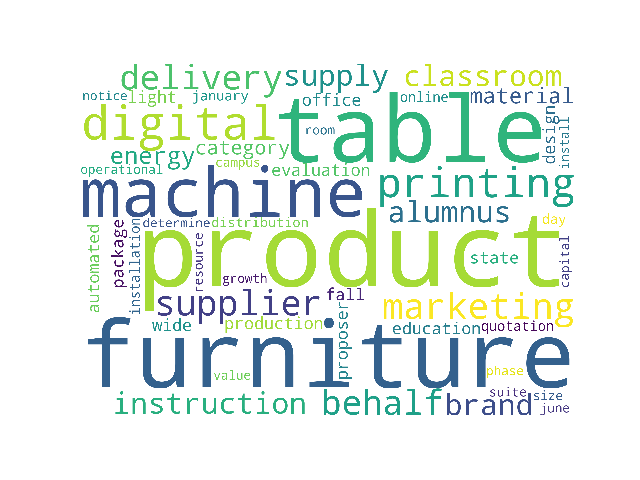 delivery supply classroom
notice light january office online material
digital table
room design install
energy category
operational campus evaluation
machine printing
alumnus
determine distribution day
product
automated package installation resource state capital
growth
supplier fall marketing
wide production proposer education quotation
furniture
value phase
instruction behalf brand suite size
june